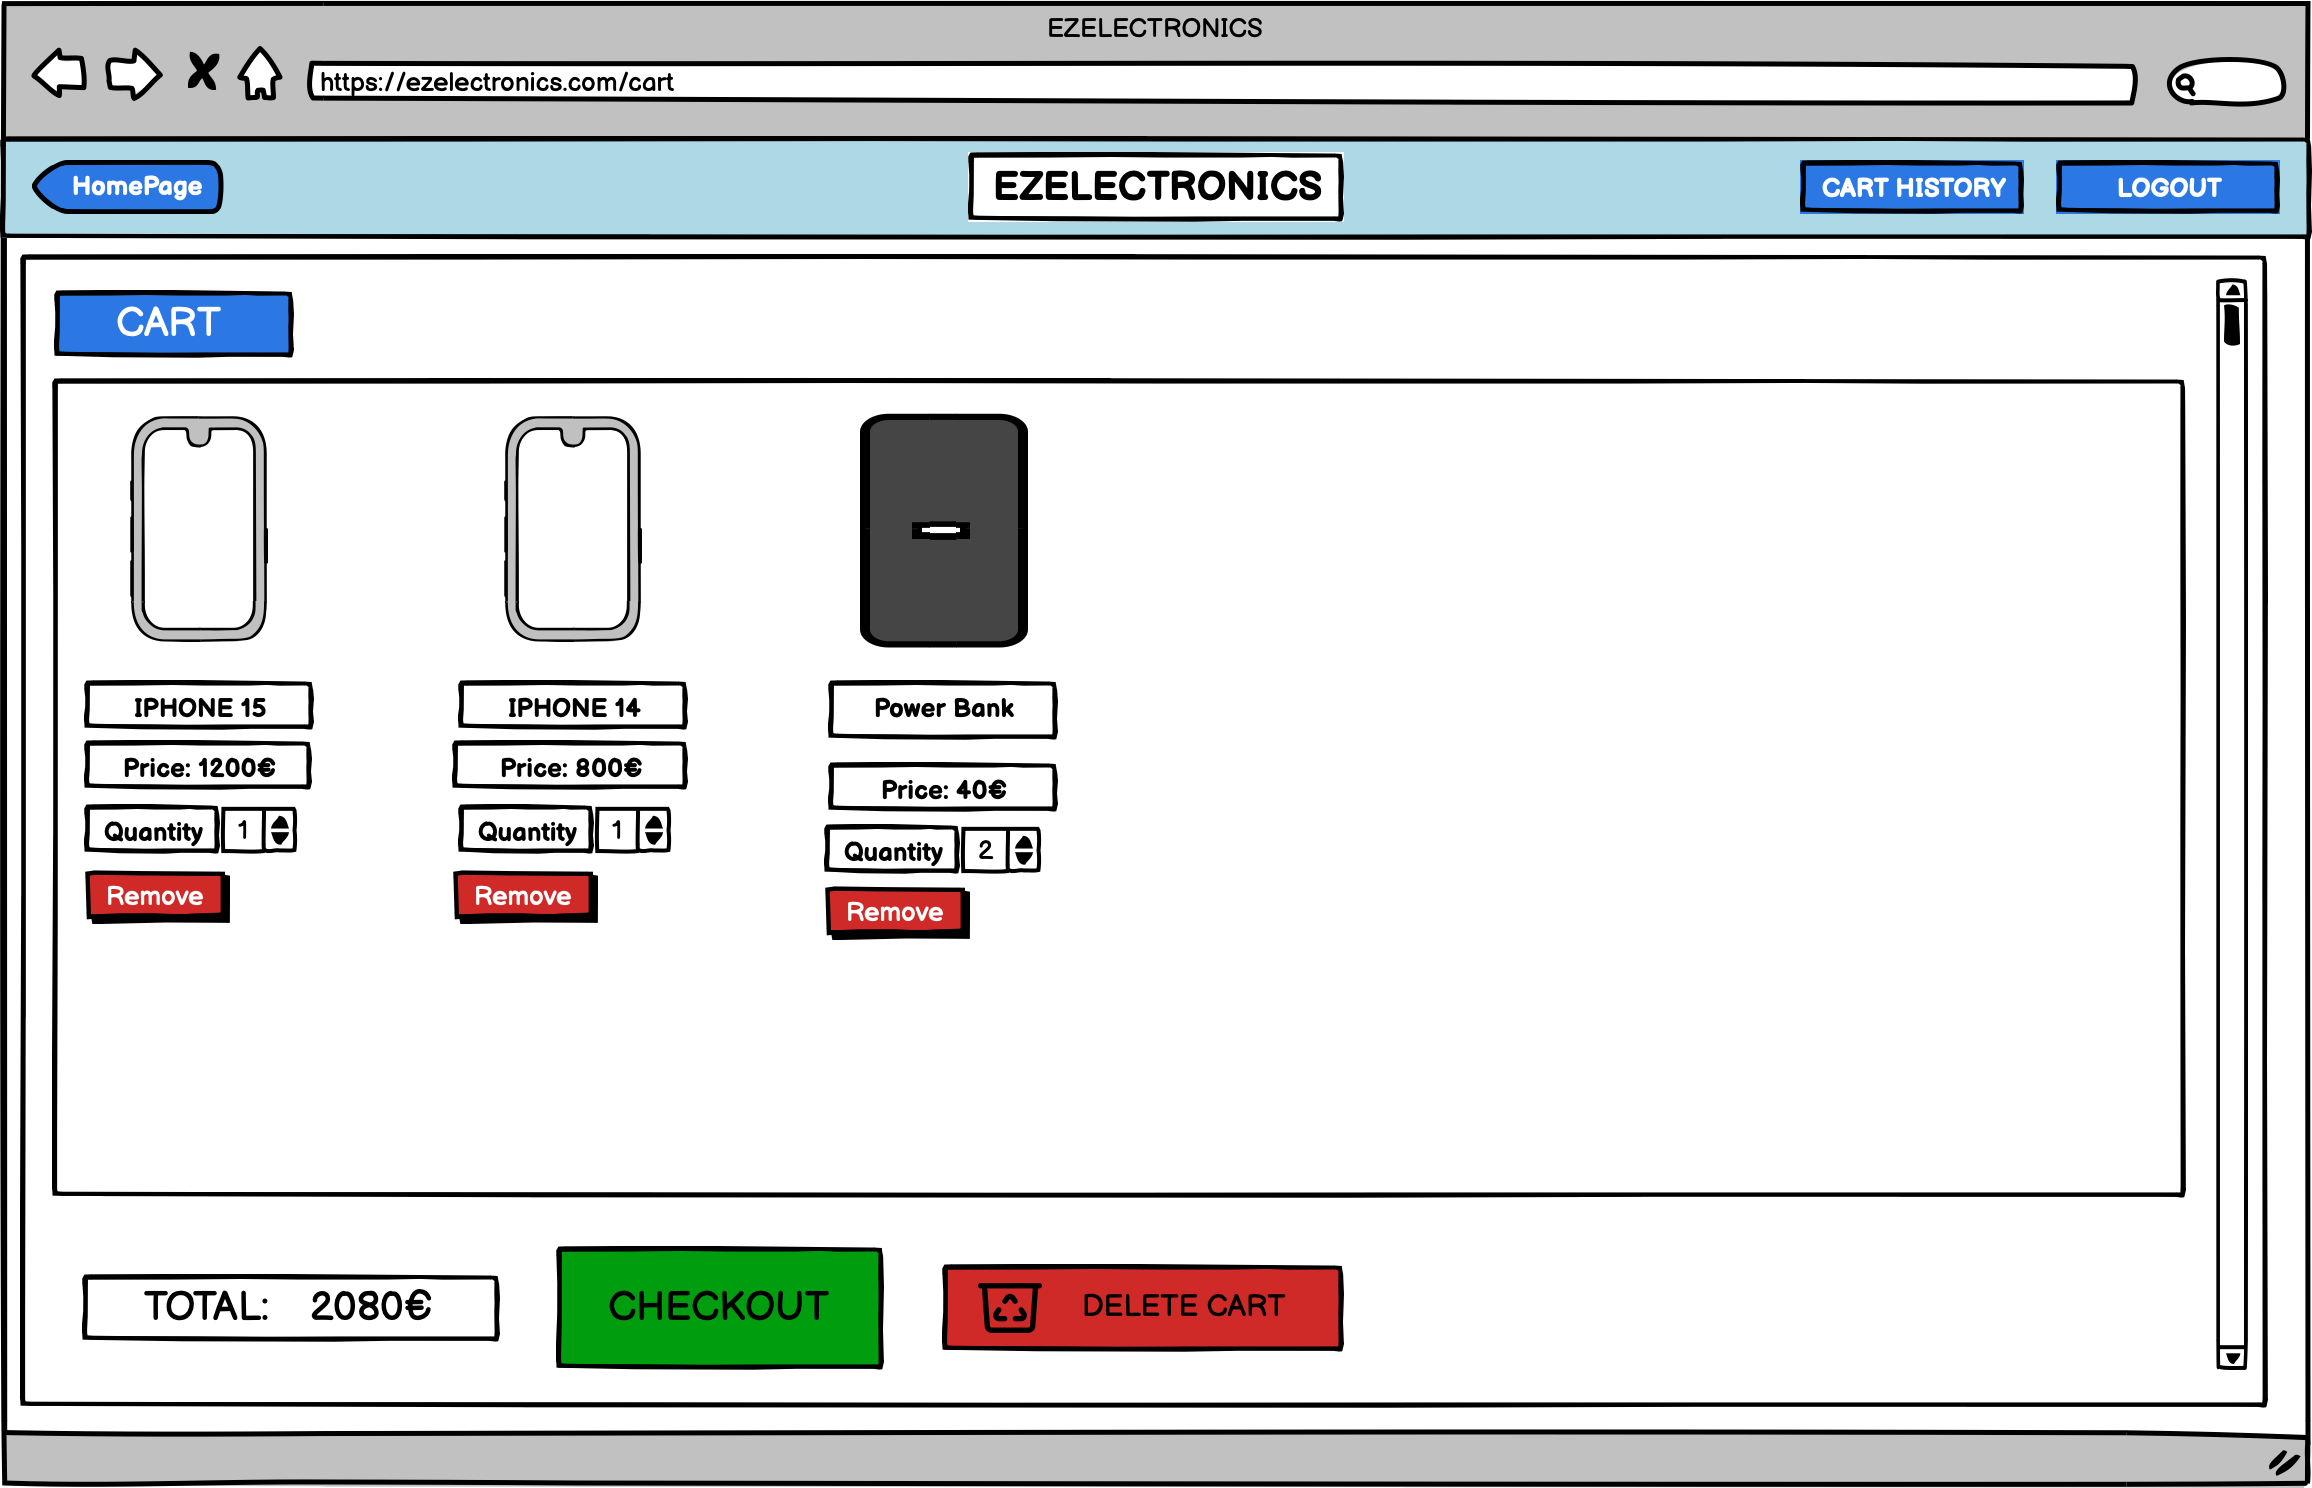 EZELECTRONICS
https://ezelectronics.com/cart
HomePage
EZELECTRONICS
CART HISTORY
LOGOUT
CART
IPHONE 15
Price: 1200€
Quantity 1
Remove
IPHONE 14
Price: 800€
Quantity 1
Remove
Power Bank
Price: 40€
Quantity 2
Remove
TOTAL: 2080€
CHECKOUT
DELETE CART